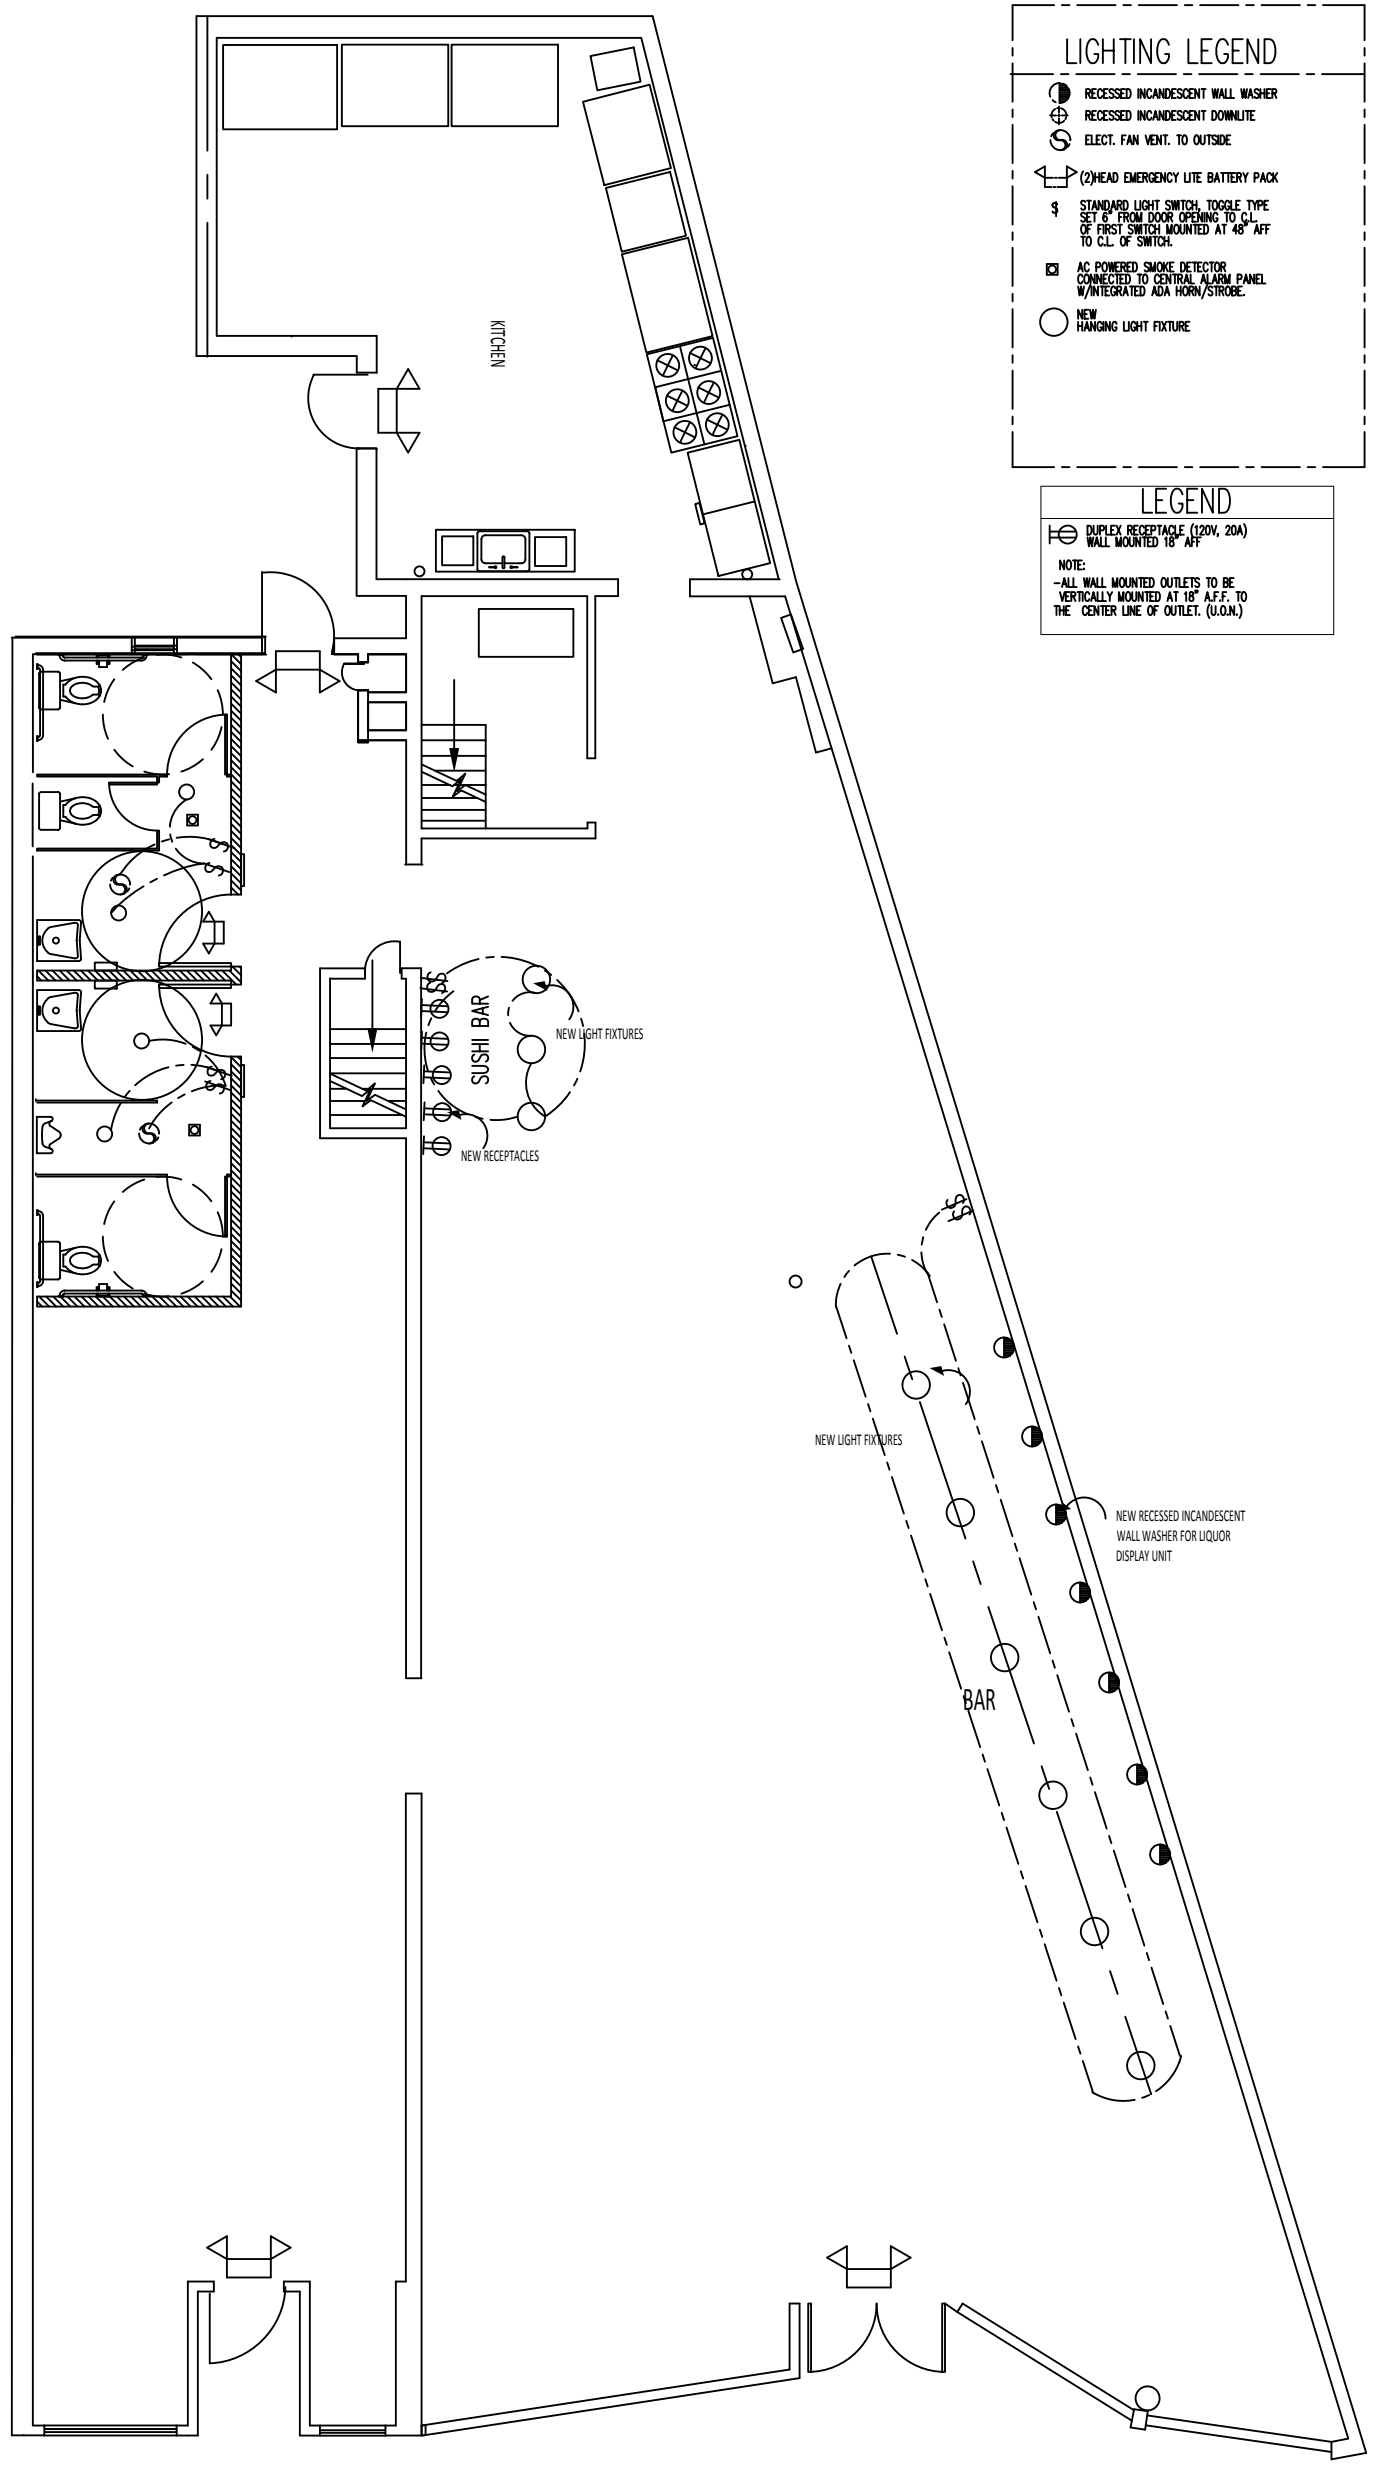 LIGHTING LEGEND
RECESSED INCANDESCENT WALL WASHER
RECESSED INCANDESCENT DOWNLITE
ELECT. FAN VENT. TO OUTSIDE
(2)HEAD EMERGENCY LITE BATTERY PACK
$
STANDARD LIGHT SWITCH, TOGGLE TYPE
SET 6" FROM DOOR OPENING TO C.L.
OF FIRST SWITCH MOUNTED AT 48" AFF
TO C.L. OF SWITCH.
AC POWERED SMOKE DETECTOR
CONNECTED TO CENTRAL ALARM PANEL
W/INTEGRATED ADA HORN/STROBE.
NEW
HANGING LIGHT FIXTURE
LEGEND
DUPLEX RECEPTACLE (120V, 20A)
WALL MOUNTED 18" AFF
NOTE:
-ALL WALL MOUNTED OUTLETS TO BE
VERTICALLY MOUNTED AT 18" A.F.F. TO
THE CENTER LINE OF OUTLET. (U.O.N.)
KITCHEN
$
$
SUSHI BAR
$$
NEW LIGHT FIXTURES
$$
NEW RECEPTACLES
$$
NEW LIGHT FIXTURES
NEW RECESSED INCANDESCENT
WALL WASHER FOR LIQUOR
DISPLAY UNIT
BAR